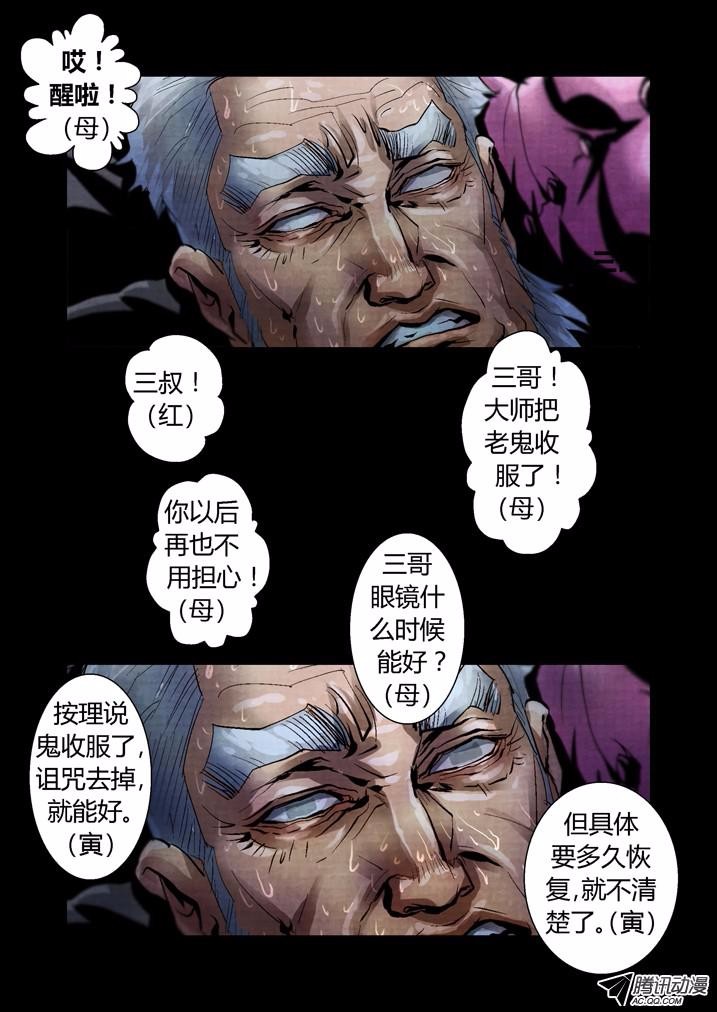 哎！
醒啦！
（母）
三叔！
（红）
三哥！
大师把
老鬼收
服了！
（母）
你以后
再也不
用担心！
（母）
三哥
眼镜什
么时候
能好？
（母）
按理说
鬼收服了，
诅咒去掉，
就能好。
（寅）
但具体
要多久恢
复，就不清
楚了。（寅）
腾讯动漫
AC.QQ.COM